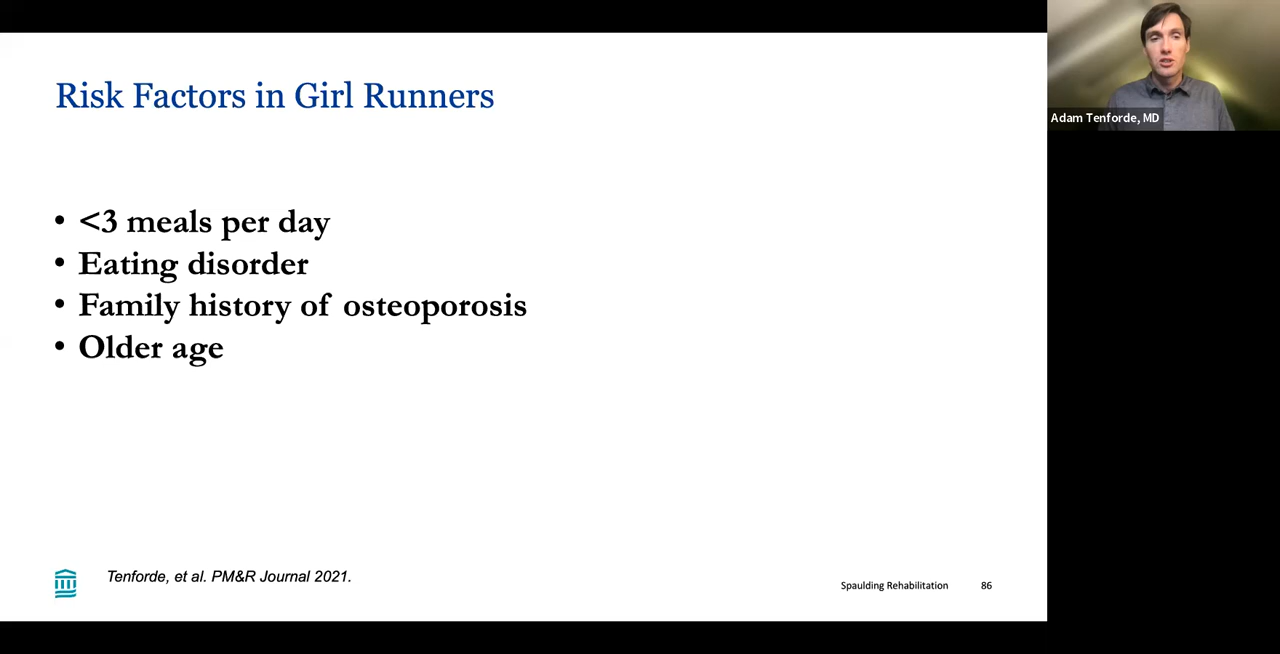 Risk Factors in Girl Runners
• <3 meals per day
• Eating disorder
• Family history of osteoporosis
• Older age
Tenforde, et al. PM&R Journal 2021.
Spaulding Rehabilitation 86
Adam Tenforde, MD